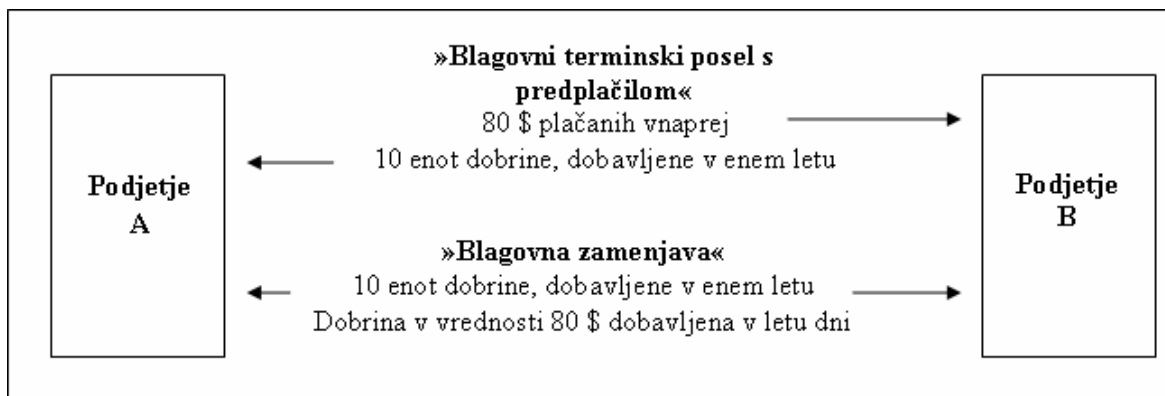 »Blagovni terminski posel s
predplačilom«
80 $ plačanih vnaprej
10 enot dobrine, dobavljene v enem letu
Podjetje
A
Podjetje
B
»Blagovna zamenjava«
10 enot dobrine, dobavljene v enem letu
Dobrina v vrednosti 80 $ dobavljena v letu dni